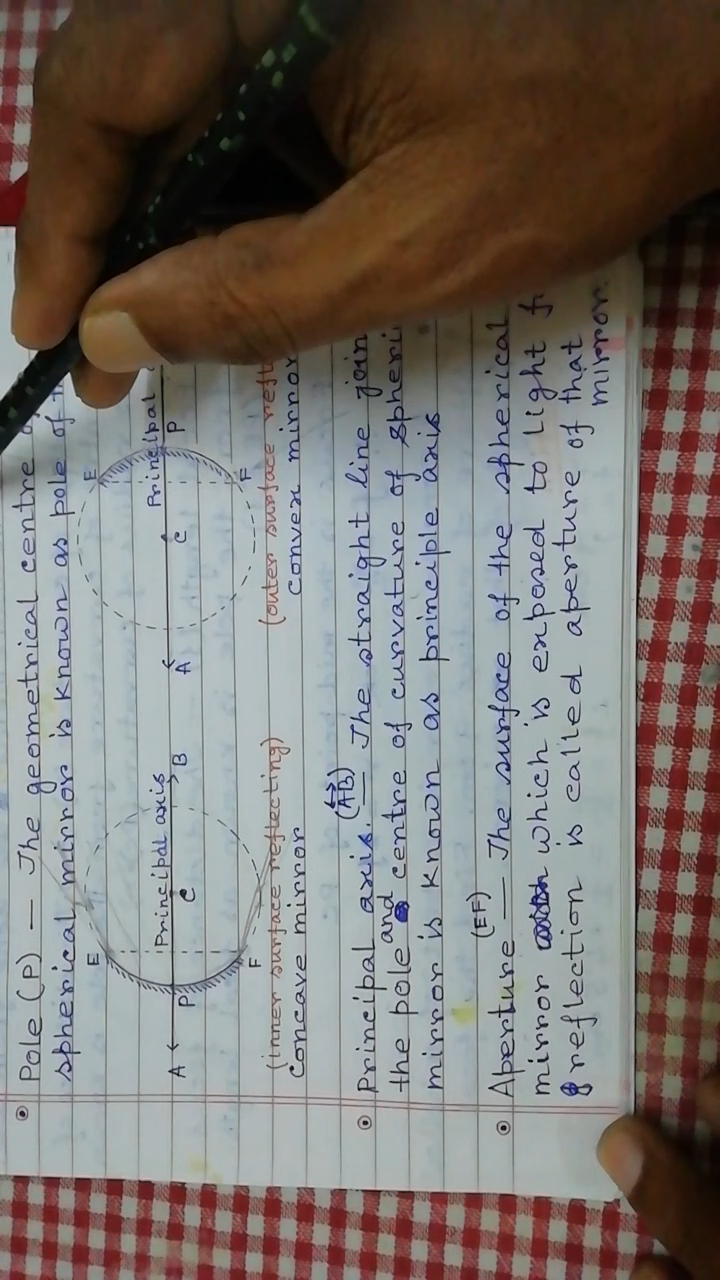 Pole (P) — The geometrical centre
spherical mirror is known as pole of
E
E
Principal axis
Principal
A
P
C
B
A
C
P
F
F
(inner surface reflecting)
(outer surface refl
Concave mirror
convex mirror
Principal axis. (AB) — The straight line join
the pole and centre of curvature of spheri
mirror is known as principle axis
Aperture (EF) — The surface of the spherical
mirror which is exposed to light f
reflection is called aperture of that
mirror.